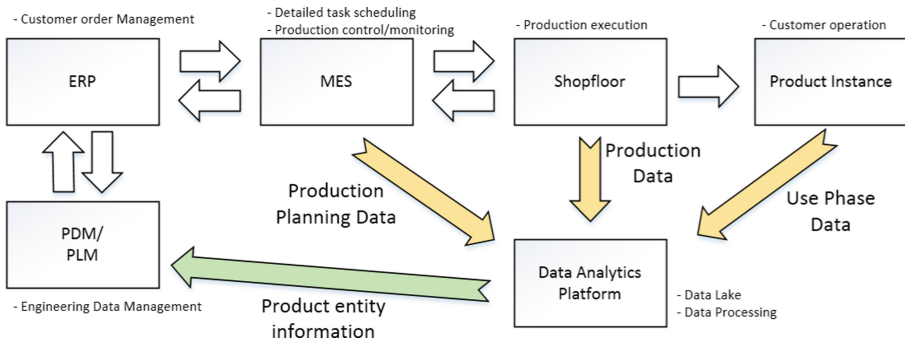 - Customer order Management
- Detailed task scheduling
- Production control/monitoring
- Production execution
- Customer operation
ERP
MES
Shopfloor
Product Instance
Production
Data
Production
Planning Data
Use Phase
Data
PDM/
PLM
- Engineering Data Management
Product entity
information
Data Analytics
Platform
- Data Lake
- Data Processing